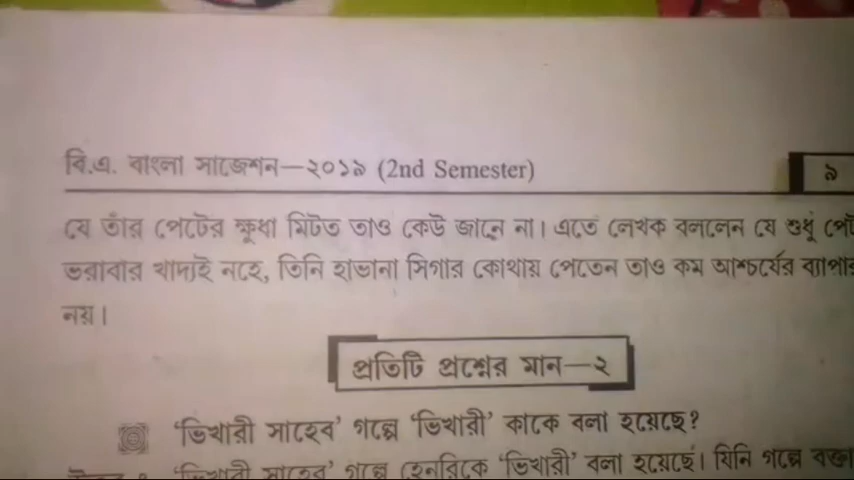 বি.এ. বাংলা সাজেশন—২০১৯ (2nd Semester)
৯
যে তাঁর পেটের ক্ষুধা মিটত তাও কেউ জানে না। এতে লেখক বললেন যে শুধু পেট
ভরাবার খাদ্যই নহে, তিনি হাভানা সিগার কোথায় পেতেন তাও কম আশ্চর্যের ব্যাপার
নয়।
প্রতিটি প্রশ্নের মান—২
‘ভিখারী সাহেব’ গল্পে ‘ভিখারী’ কাকে বলা হয়েছে?
‘ভিখারী সাহেব’ গল্পে হেনরিকে ‘ভিখারী’ বলা হয়েছে। যিনি গল্পে